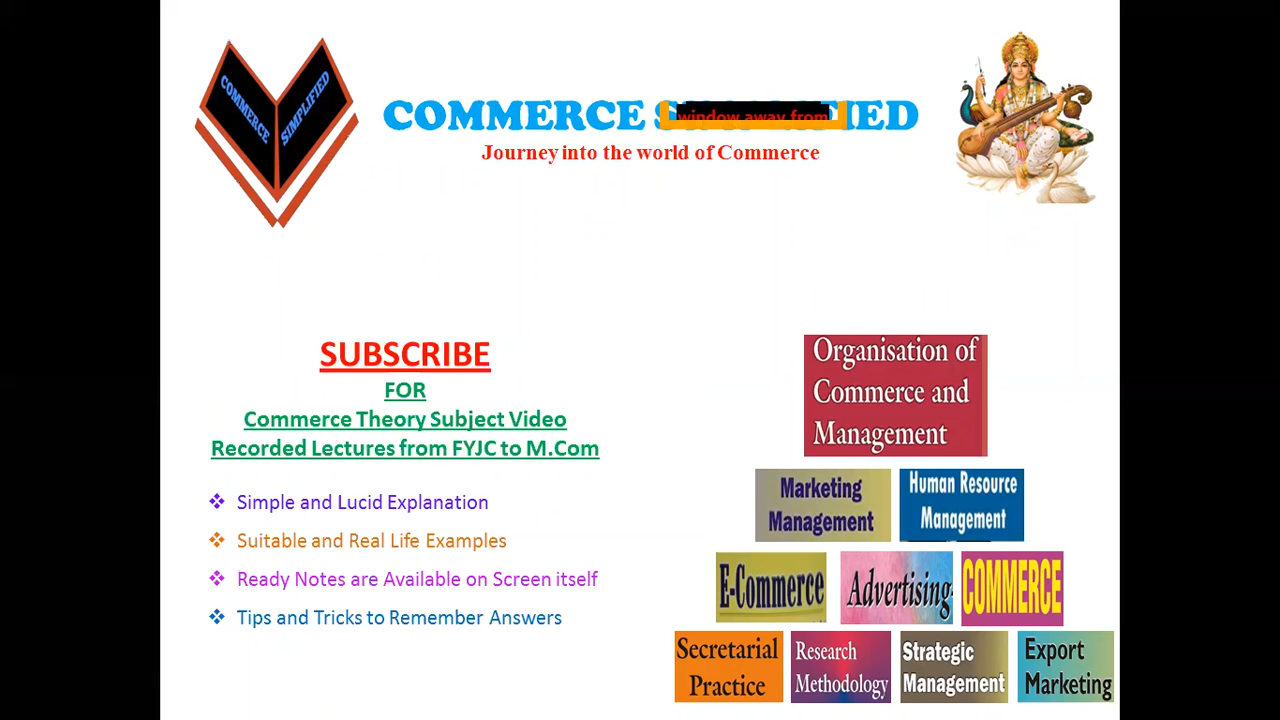 COMMERCE
SIMPLIFIED
COMMERCE SIMPLIFIED
window away from
Journey into the world of Commerce
SUBSCRIBE
FOR
Commerce Theory Subject Video
Recorded Lectures from FYJC to M.Com
Simple and Lucid Explanation
Suitable and Real Life Examples
Ready Notes are Available on Screen itself
Tips and Tricks to Remember Answers
Organisation of
Commerce and
Management
Marketing
Management
Human Resource
Management
E-Commerce
Advertising
COMMERCE
Secretarial
Practice
Research
Methodology
Strategic
Management
Export
Marketing